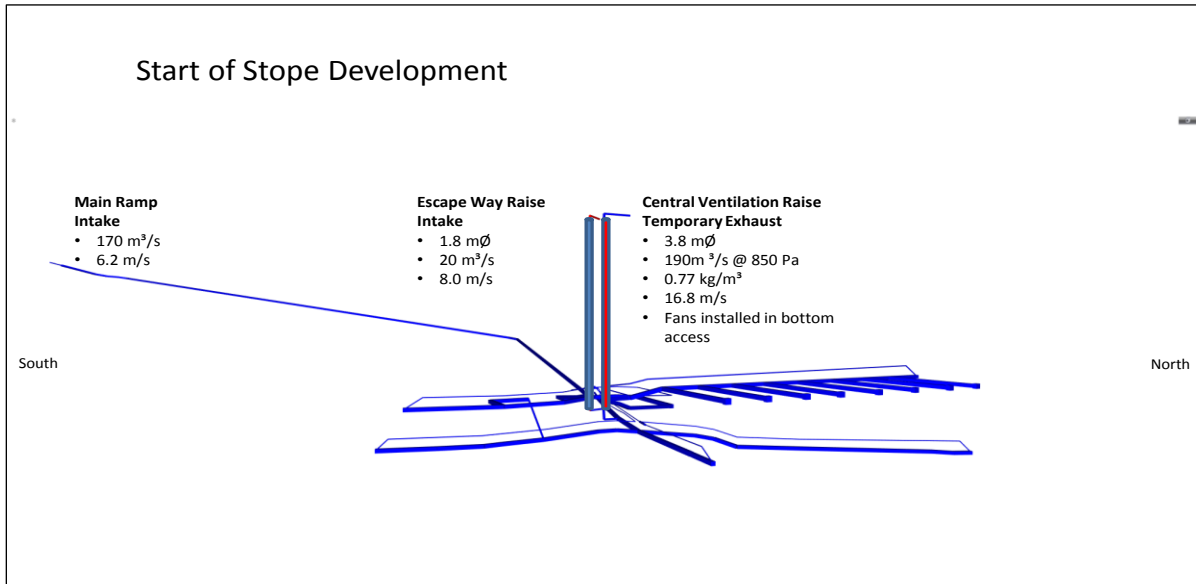 Start of Stope Development
Main Ramp
Intake
• 170 m³/s
• 6.2 m/s
Escape Way Raise
Intake
• 1.8 mØ
• 20 m³/s
• 8.0 m/s
Central Ventilation Raise
Temporary Exhaust
• 3.8 mØ
• 190m ³/s @ 850 Pa
• 0.77 kg/m³
• 16.8 m/s
• Fans installed in bottom
access
South
North